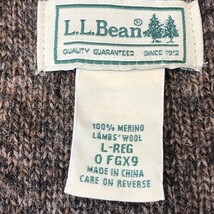 L.L.Bean®
QUALITY GUARANTEED SINCE 1912
100% MERINO
LAMBS' WOOL
L-REG
0 FGX9
MADE IN CHINA
CARE ON REVERSE